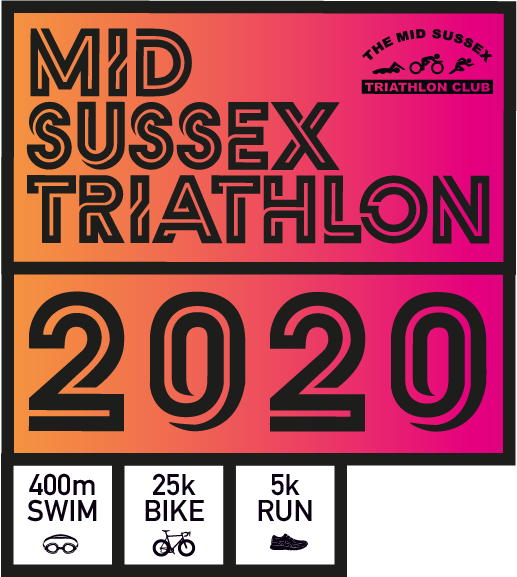 MID
SUSSEX
TRIATHLON
THE MID SUSSEX
TRIATHLON CLUB
2020
400m
SWIM
25k
BIKE
5k
RUN